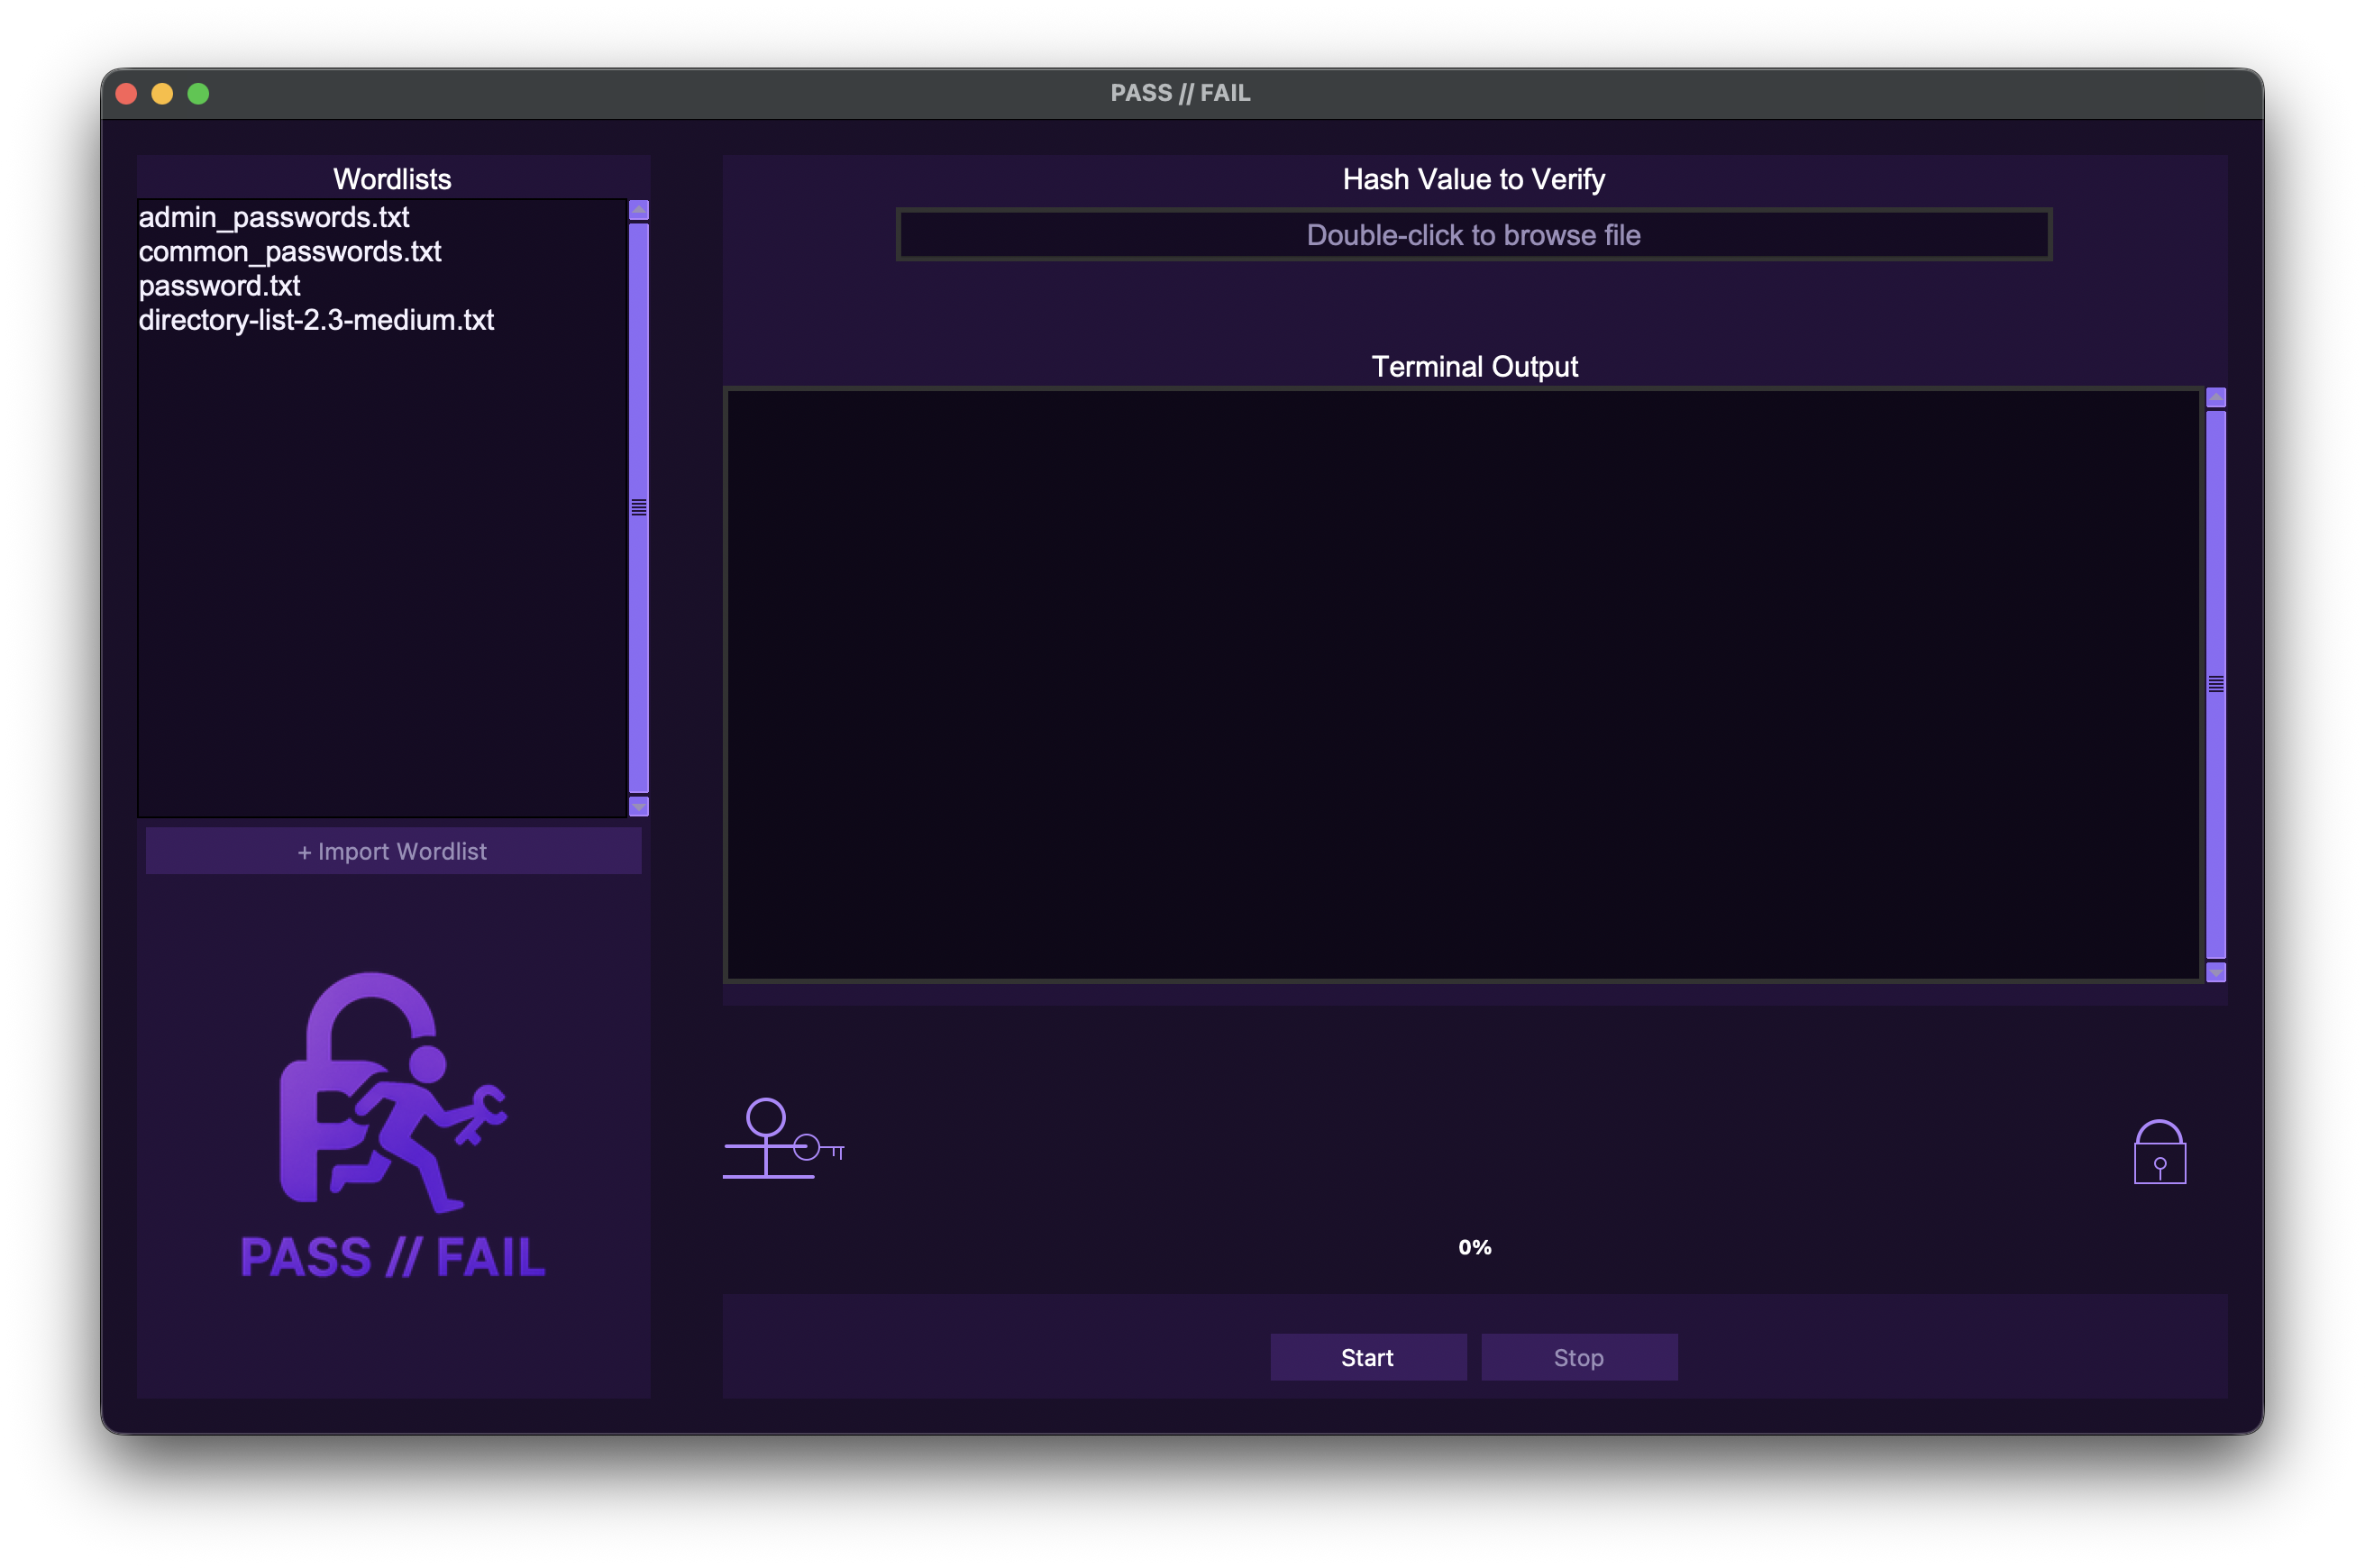 PASS // FAIL
Wordlists
admin_passwords.txt
common_passwords.txt
password.txt
directory-list-2.3-medium.txt
+ Import Wordlist
PASS // FAIL
Hash Value to Verify
Double-click to browse file
Terminal Output
0%
Start
Stop